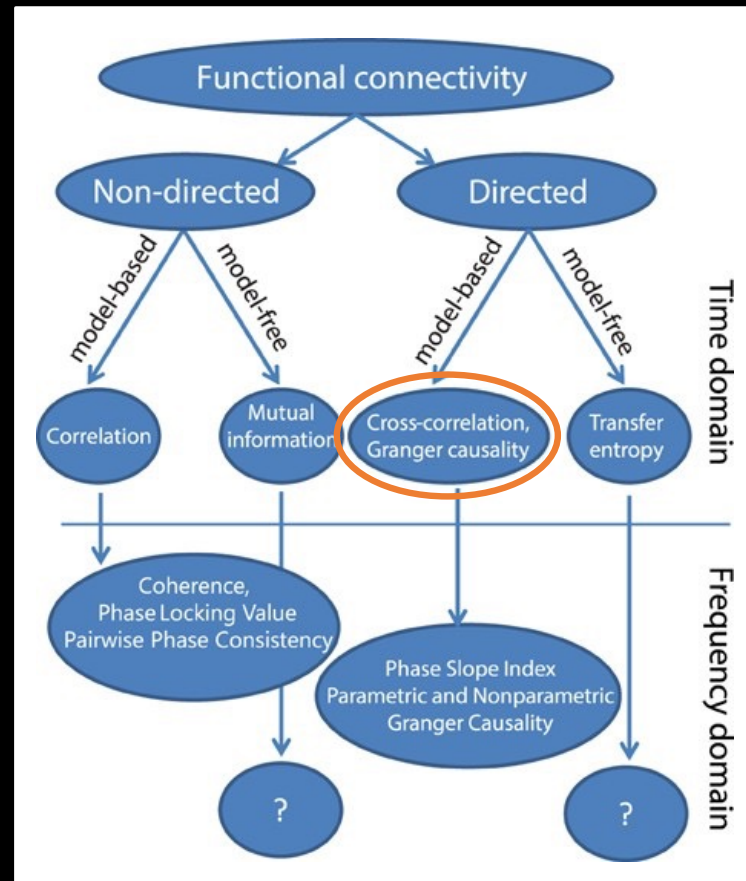 Functional connectivity
Non-directed
Directed
model-based
model-free
model-based
model-free
Time domain
Correlation
Mutual
information
Cross-correlation,
Granger causality
Transfer
entropy
Coherence,
Phase Locking Value
Pairwise Phase Consistency
Phase Slope Index
Parametric and Nonparametric
Granger Causality
Frequency domain
?
?